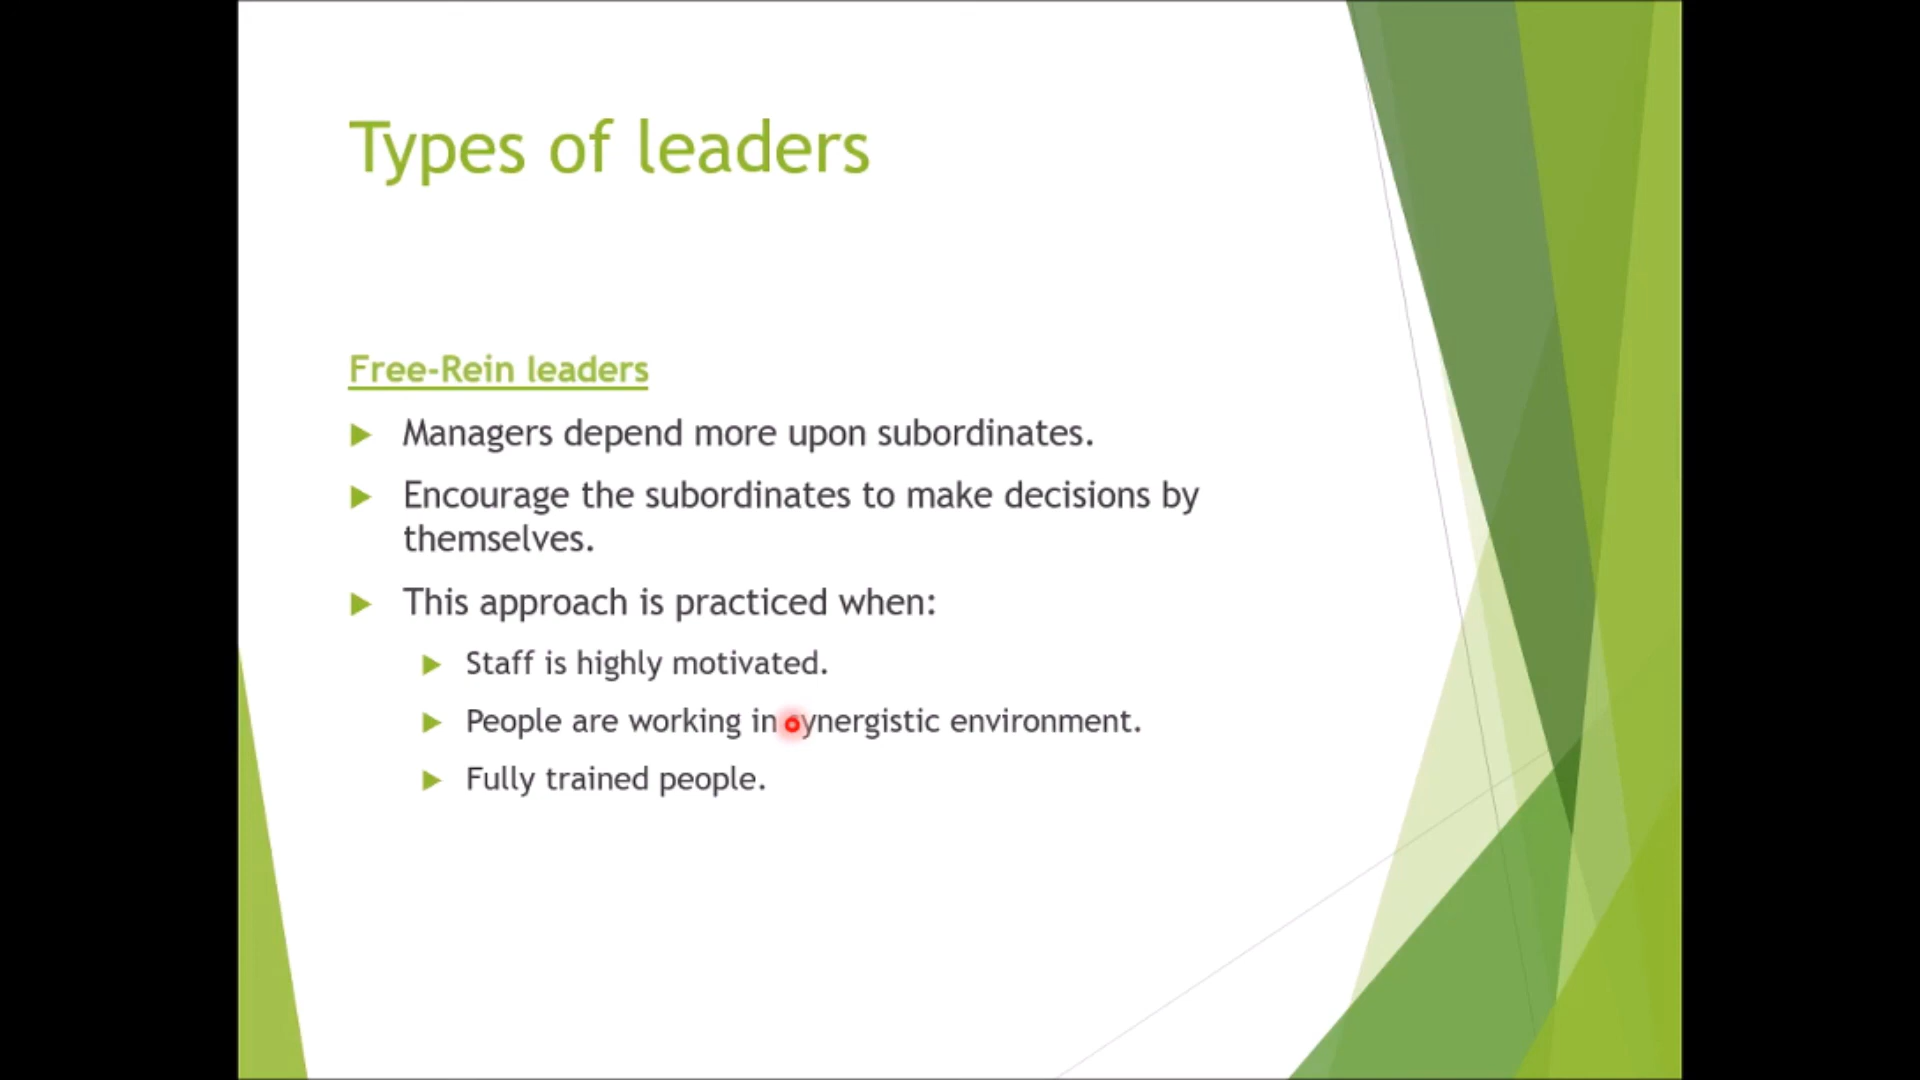 Types of leaders
Free-Rein leaders
Managers depend more upon subordinates.
Encourage the subordinates to make decisions by
themselves.
This approach is practiced when:
Staff is highly motivated.
People are working in synergistic environment.
Fully trained people.